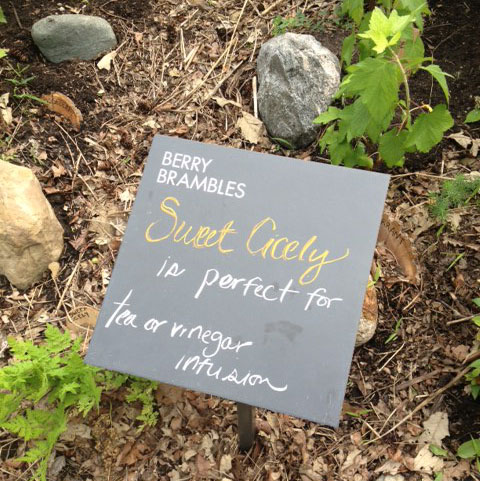 BERRY
BRAMBLES
Sweet Cicely
is perfect for
tea or vinegar
infusion